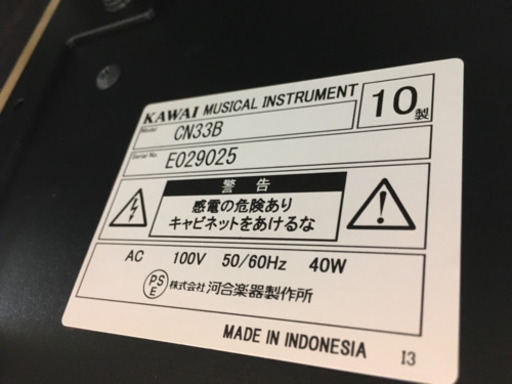 KAWAI MUSICAL INSTRUMENT
10製
Model CN33B
Serial No. E029025
警告
感電の危険あり
キャビネットをあけるな
AC 100V 50/60Hz 40W
PSE 株式会社 河合楽器製作所
MADE IN INDONESIA I3